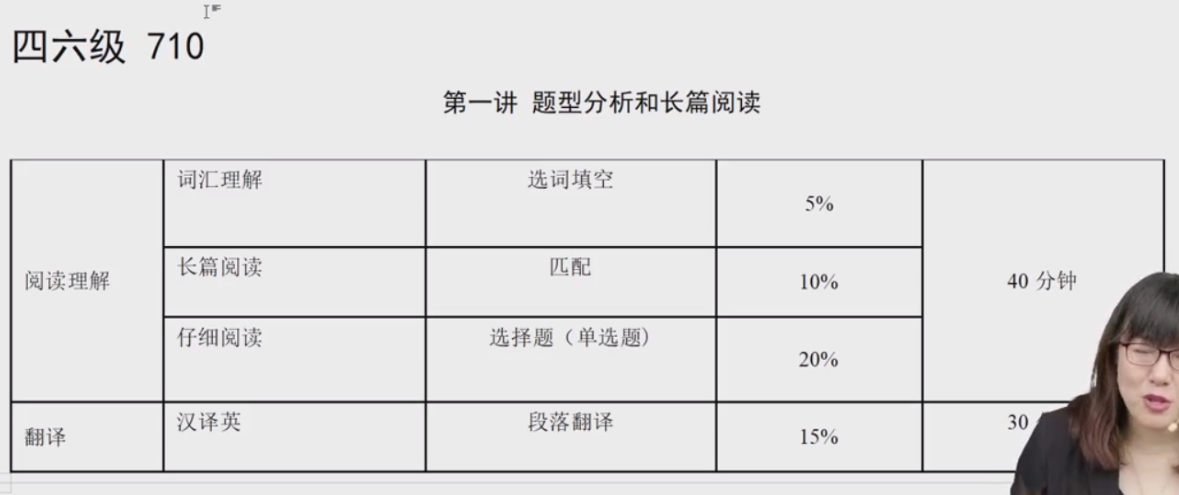 四六级 710
第一讲 题型分析和长篇阅读
阅读理解
词汇理解 选词填空 5%
长篇阅读 匹配 10% 40 分钟
仔细阅读 选择题（单选题) 20%
翻译 汉译英 段落翻译 15% 30